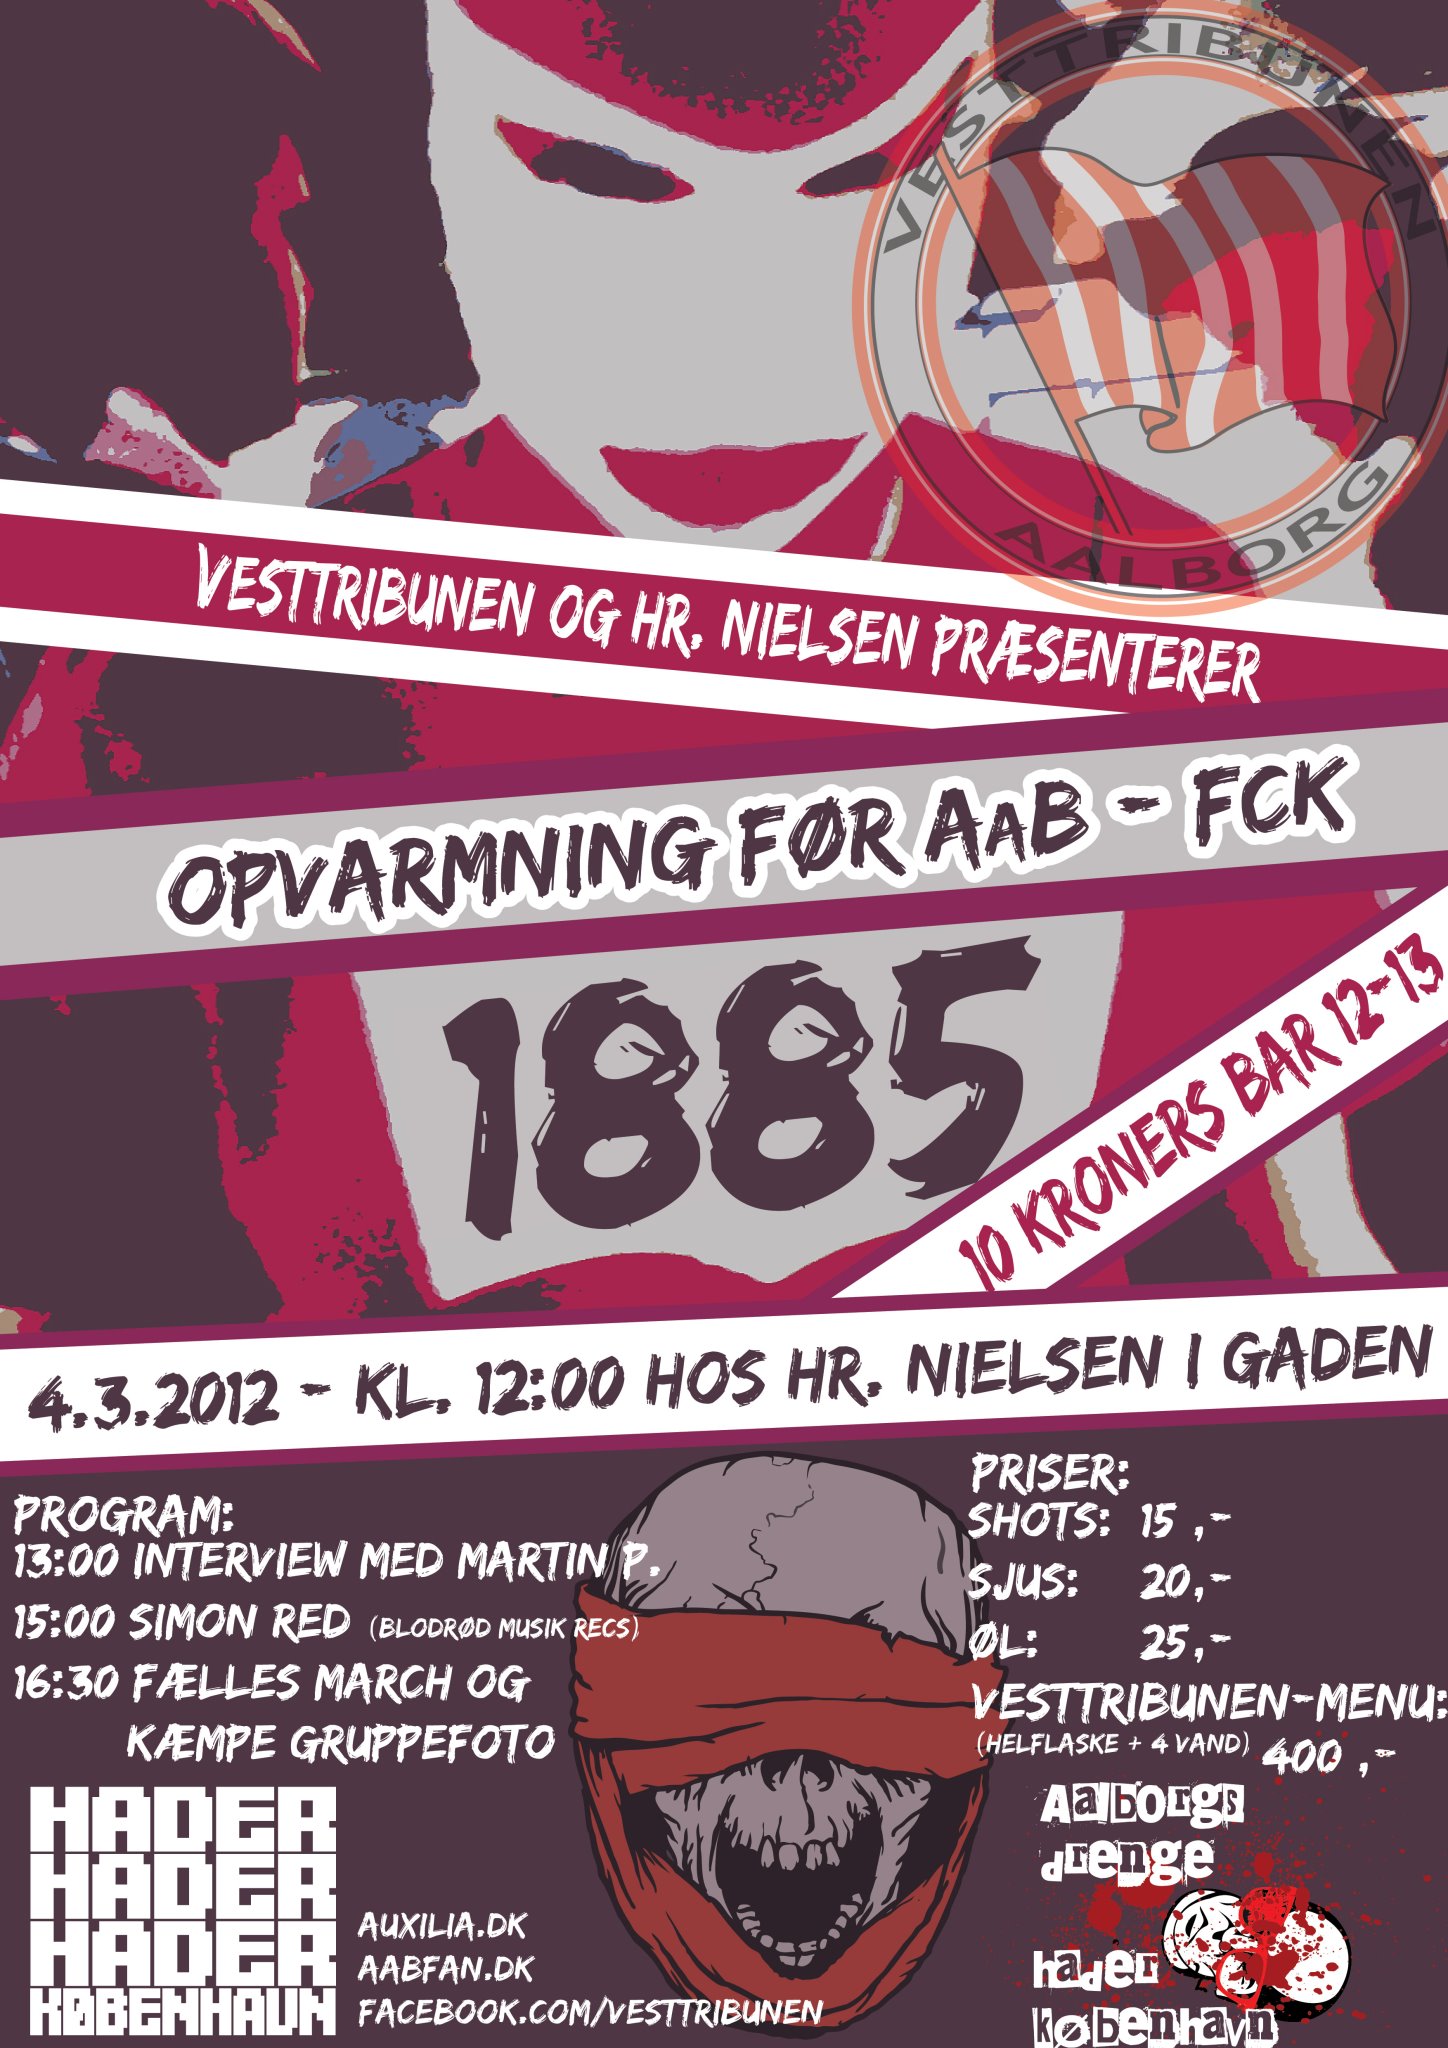 VESTTRIBUNEN
AALBORG
VESTTRIBUNEN OG HR. NIELSEN PRÆSENTERER
OPVARMNING FØR AaB - FCK
1885
10 KRONERS BAR 12-13
4.3.2012 - KL. 12:00 HOS HR. NIELSEN I GADEN
PROGRAM:
13:00 INTERVIEW MED MARTIN P.
15:00 SIMON RED (BLODRØD MUSIK RECS)
16:30 FÆLLES MARCH OG
KÆMPE GRUPPEFOTO
PRISER:
SHOTS: 15 ,-
SJUS: 20,-
ØL: 25,-
VESTTRIBUNEN-MENU:
(HELFLASKE + 4 VAND) 400 ,-
HADER
HADER
HADER
KØBENHAVN
AUXILIA.DK
AABFAN.DK
FACEBOOK.COM/VESTTRIBUNEN
Aalborgs
drenge
hader
københavn